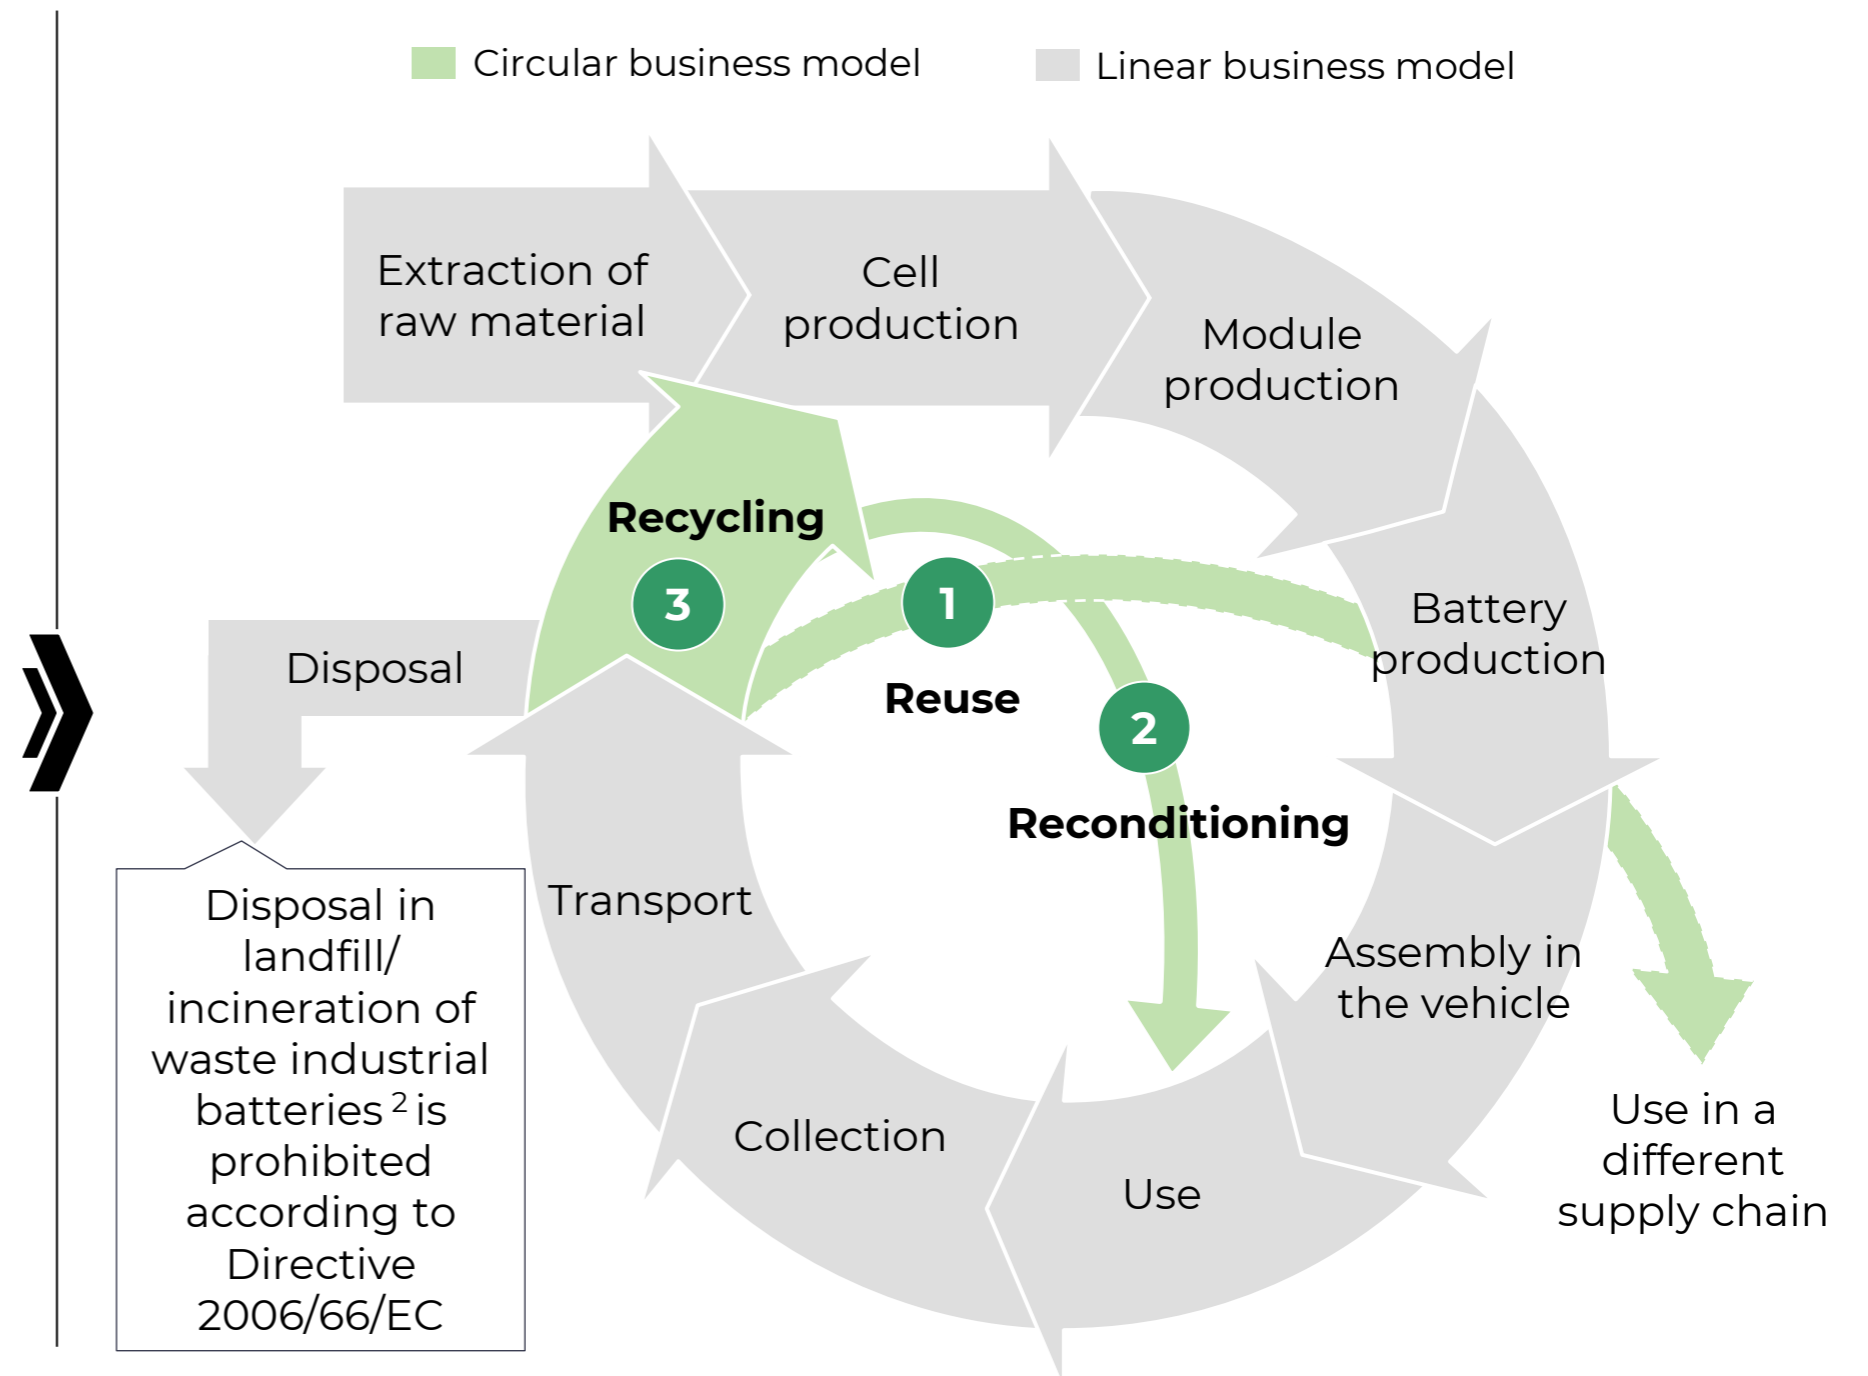 Circular business model
Linear business model
Extraction of
raw material
Cell
production
Module
production
Recycling
3
1
Reuse
Battery
production
Disposal
2
Reconditioning
Transport
Assembly in
the vehicle
Disposal in
landfill/
incineration of
waste industrial
batteries ² is
prohibited
according to
Directive
2006/66/EC
Collection
Use
Use in a
different
supply chain